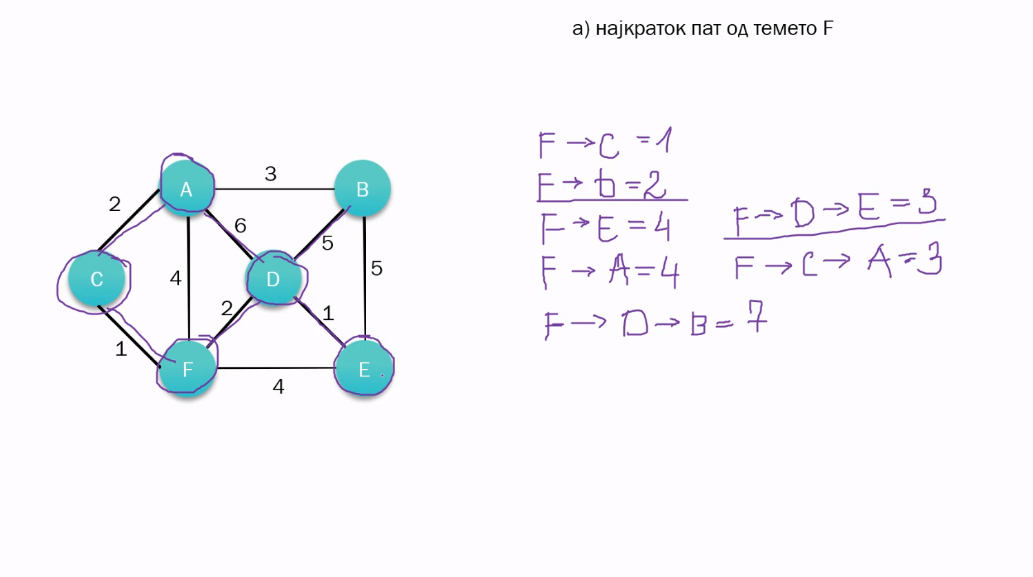 а) најкраток пат од темето F
A
3
B
2
6
5
C
4
D
5
2
1
1
F
E
4
F → C = 1
F → D = 2
F → E = 4
F → A = 4
F → D → B = 7
F → D → E = 3
F → C → A = 3